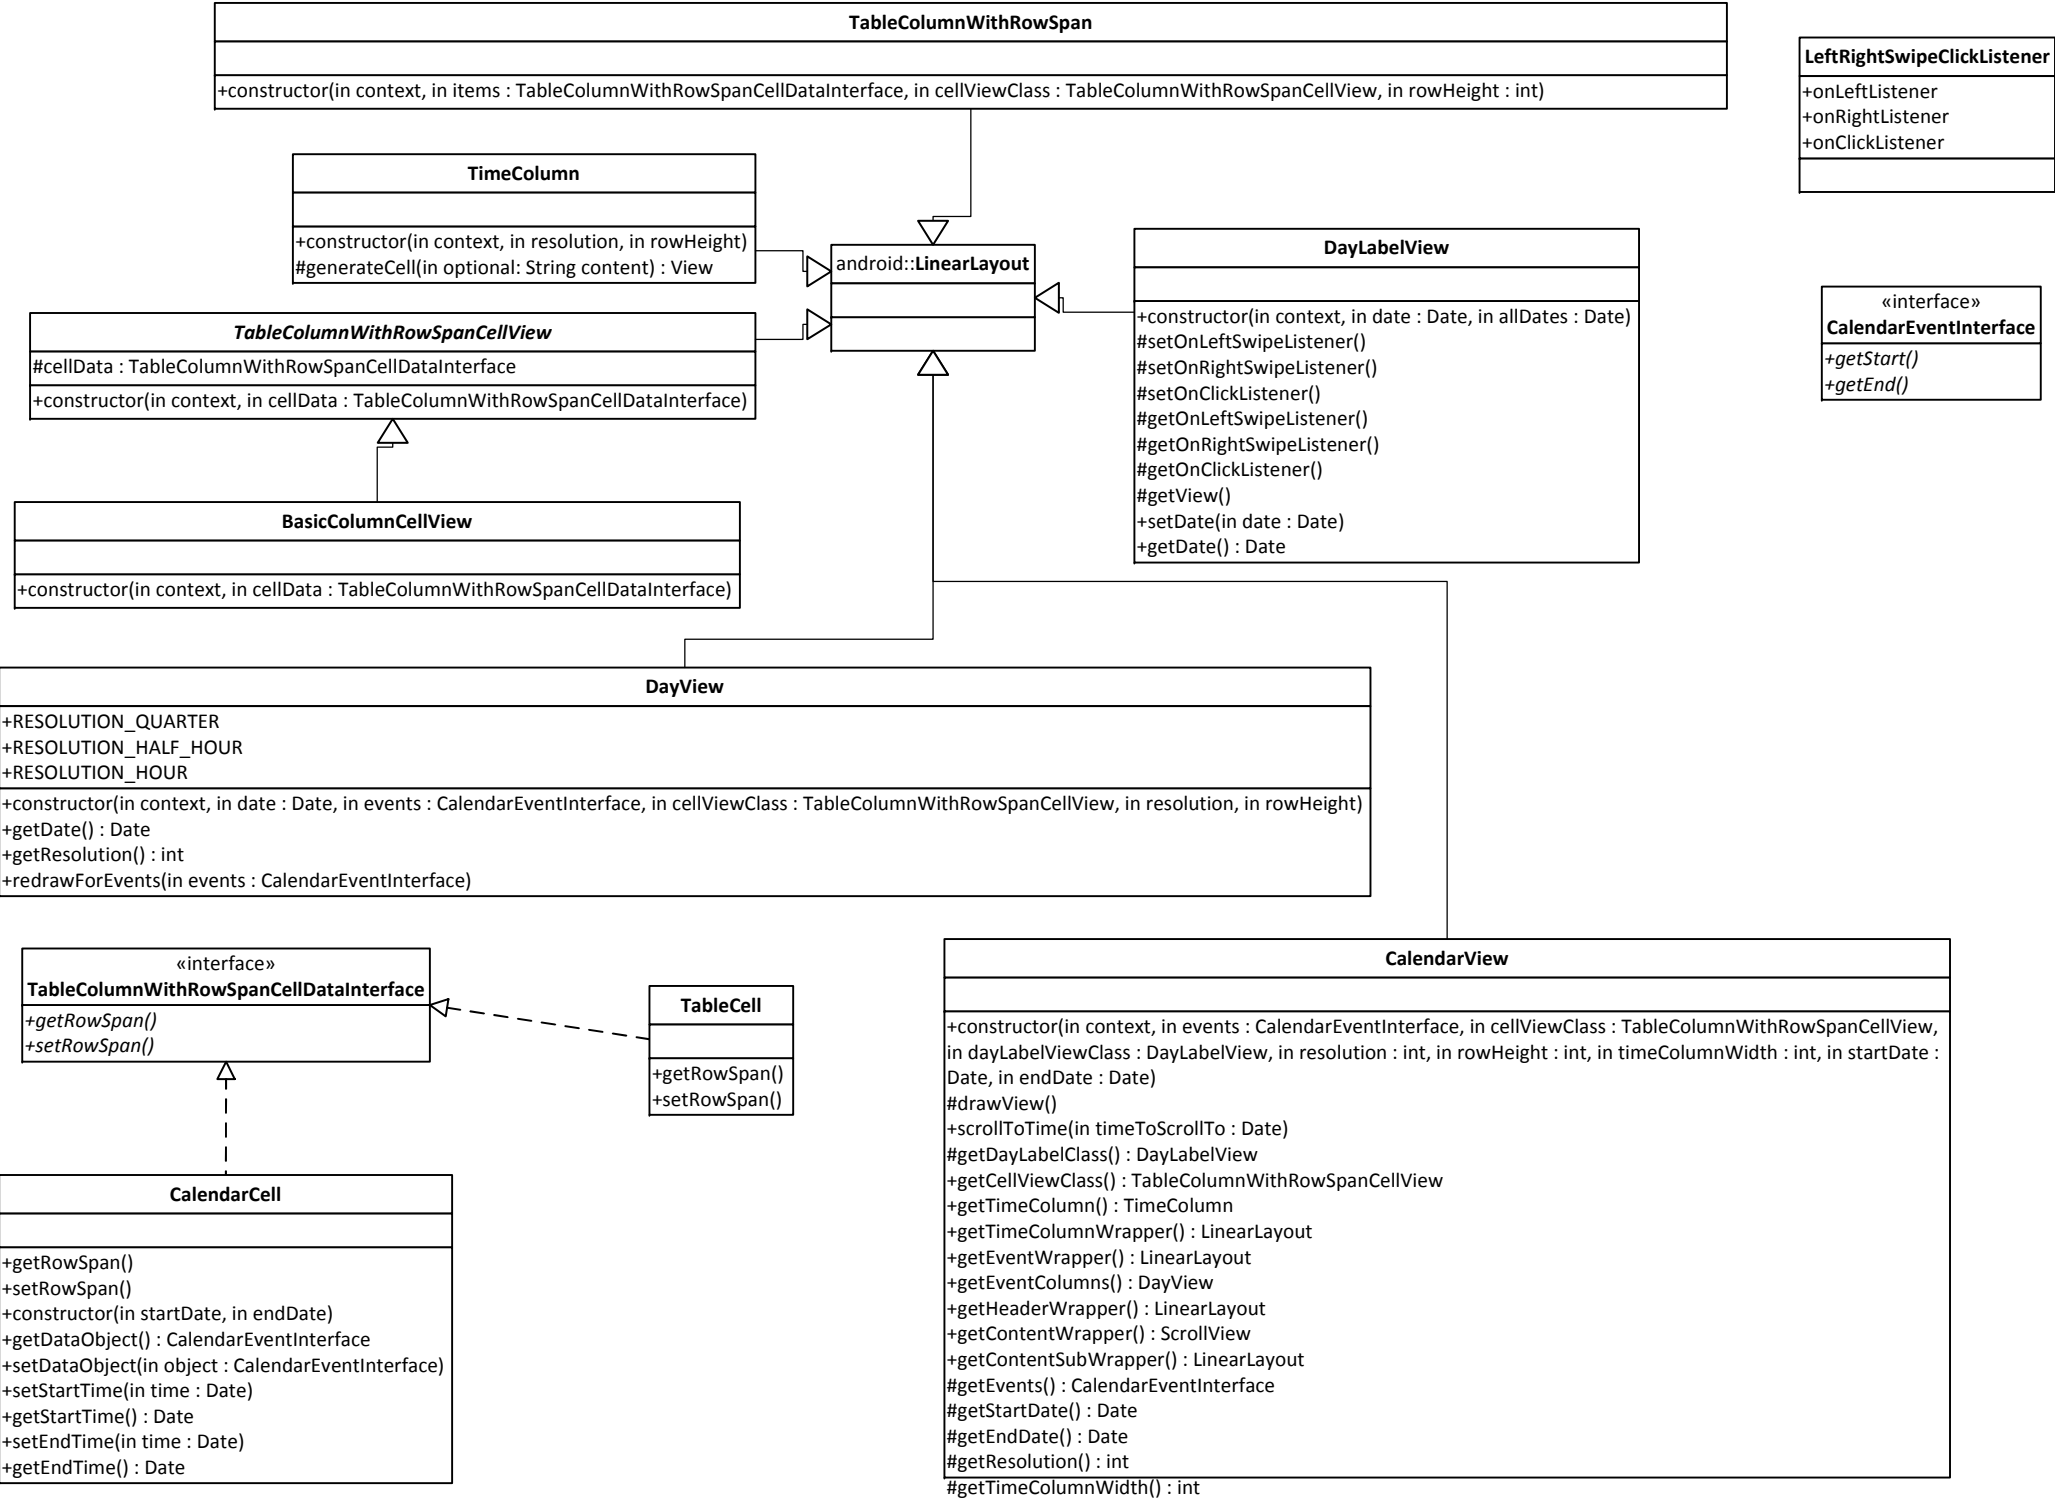 TableColumnWithRowSpan
+constructor(in context, in items : TableColumnWithRowSpanCellDataInterface, in cellViewClass : TableColumnWithRowSpanCellView, in rowHeight : int)
LeftRightSwipeClickListener
+onLeftListener
+onRightListener
+onClickListener
TimeColumn
+constructor(in context, in resolution, in rowHeight)
#generateCell(in optional: String content) : View
android::LinearLayout
DayLabelView
+constructor(in context, in date : Date, in allDates : Date)
#setOnLeftSwipeListener()
#setOnRightSwipeListener()
#setOnClickListener()
#getOnLeftSwipeListener()
#getOnRightSwipeListener()
#getOnClickListener()
#getView()
+setDate(in date : Date)
+getDate() : Date
«interface»
CalendarEventInterface
+getStart()
+getEnd()
TableColumnWithRowSpanCellView
#cellData : TableColumnWithRowSpanCellDataInterface
+constructor(in context, in cellData : TableColumnWithRowSpanCellDataInterface)
BasicColumnCellView
+constructor(in context, in cellData : TableColumnWithRowSpanCellDataInterface)
DayView
+RESOLUTION_QUARTER
+RESOLUTION_HALF_HOUR
+RESOLUTION_HOUR
+constructor(in context, in date : Date, in events : CalendarEventInterface, in cellViewClass : TableColumnWithRowSpanCellView, in resolution, in rowHeight)
+getDate() : Date
+getResolution() : int
+redrawForEvents(in events : CalendarEventInterface)
«interface»
TableColumnWithRowSpanCellDataInterface
+getRowSpan()
+setRowSpan()
TableCell
+getRowSpan()
+setRowSpan()
CalendarCell
+getRowSpan()
+setRowSpan()
+constructor(in startDate, in endDate)
+getDataObject() : CalendarEventInterface
+setDataObject(in object : CalendarEventInterface)
+setStartTime(in time : Date)
+getStartTime() : Date
+setEndTime(in time : Date)
+getEndTime() : Date
CalendarView
+constructor(in context, in events : CalendarEventInterface, in cellViewClass : TableColumnWithRowSpanCellView,
in dayLabelViewClass : DayLabelView, in resolution : int, in rowHeight : int, in timeColumnWidth : int, in startDate :
Date, in endDate : Date)
#drawView()
+scrollToTime(in timeToScrollTo : Date)
#getDayLabelClass() : DayLabelView
+getCellViewClass() : TableColumnWithRowSpanCellView
+getTimeColumn() : TimeColumn
+getTimeColumnWrapper() : LinearLayout
+getEventWrapper() : LinearLayout
+getEventColumns() : DayView
+getHeaderWrapper() : LinearLayout
+getContentWrapper() : ScrollView
+getContentSubWrapper() : LinearLayout
#getEvents() : CalendarEventInterface
#getStartDate() : Date
#getEndDate() : Date
#getResolution() : int
#getTimeColumnWidth() : int